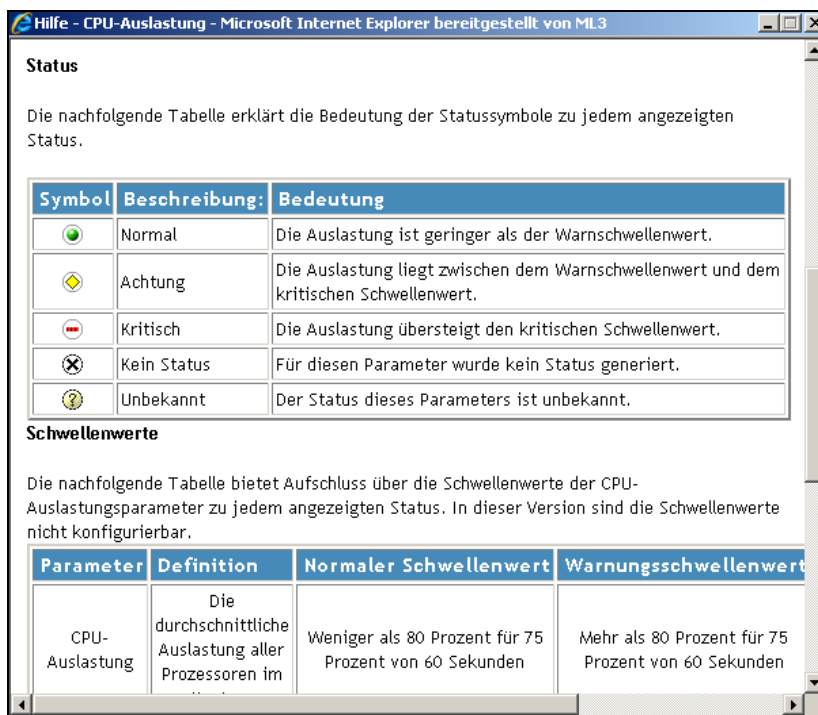 Hilfe - CPU-Auslastung - Microsoft Internet Explorer bereitgestellt von ML3
Status
Die nachfolgende Tabelle erklärt die Bedeutung der Statussymbole zu jedem angezeigten
Status.
Symbol Beschreibung: Bedeutung
Normal Die Auslastung ist geringer als der Warnschwellenwert.
Achtung Die Auslastung liegt zwischen dem Warnschwellenwert und dem
kritischen Schwellenwert.
Kritisch Die Auslastung übersteigt den kritischen Schwellenwert.
Kein Status Für diesen Parameter wurde kein Status generiert.
Unbekannt Der Status dieses Parameters ist unbekannt.
Schwellenwerte
Die nachfolgende Tabelle bietet Aufschluss über die Schwellenwerte der CPU-
Auslastungsparameter zu jedem angezeigten Status. In dieser Version sind die Schwellenwerte
nicht konfigurierbar.
Parameter Definition Normaler Schwellenwert Warnungsschwellenwert
CPU-
Auslastung
Die
durchschnittliche
Auslastung aller
Prozessoren im
Weniger als 80 Prozent für 75
Prozent von 60 Sekunden
Mehr als 80 Prozent für 75
Prozent von 60 Sekunden